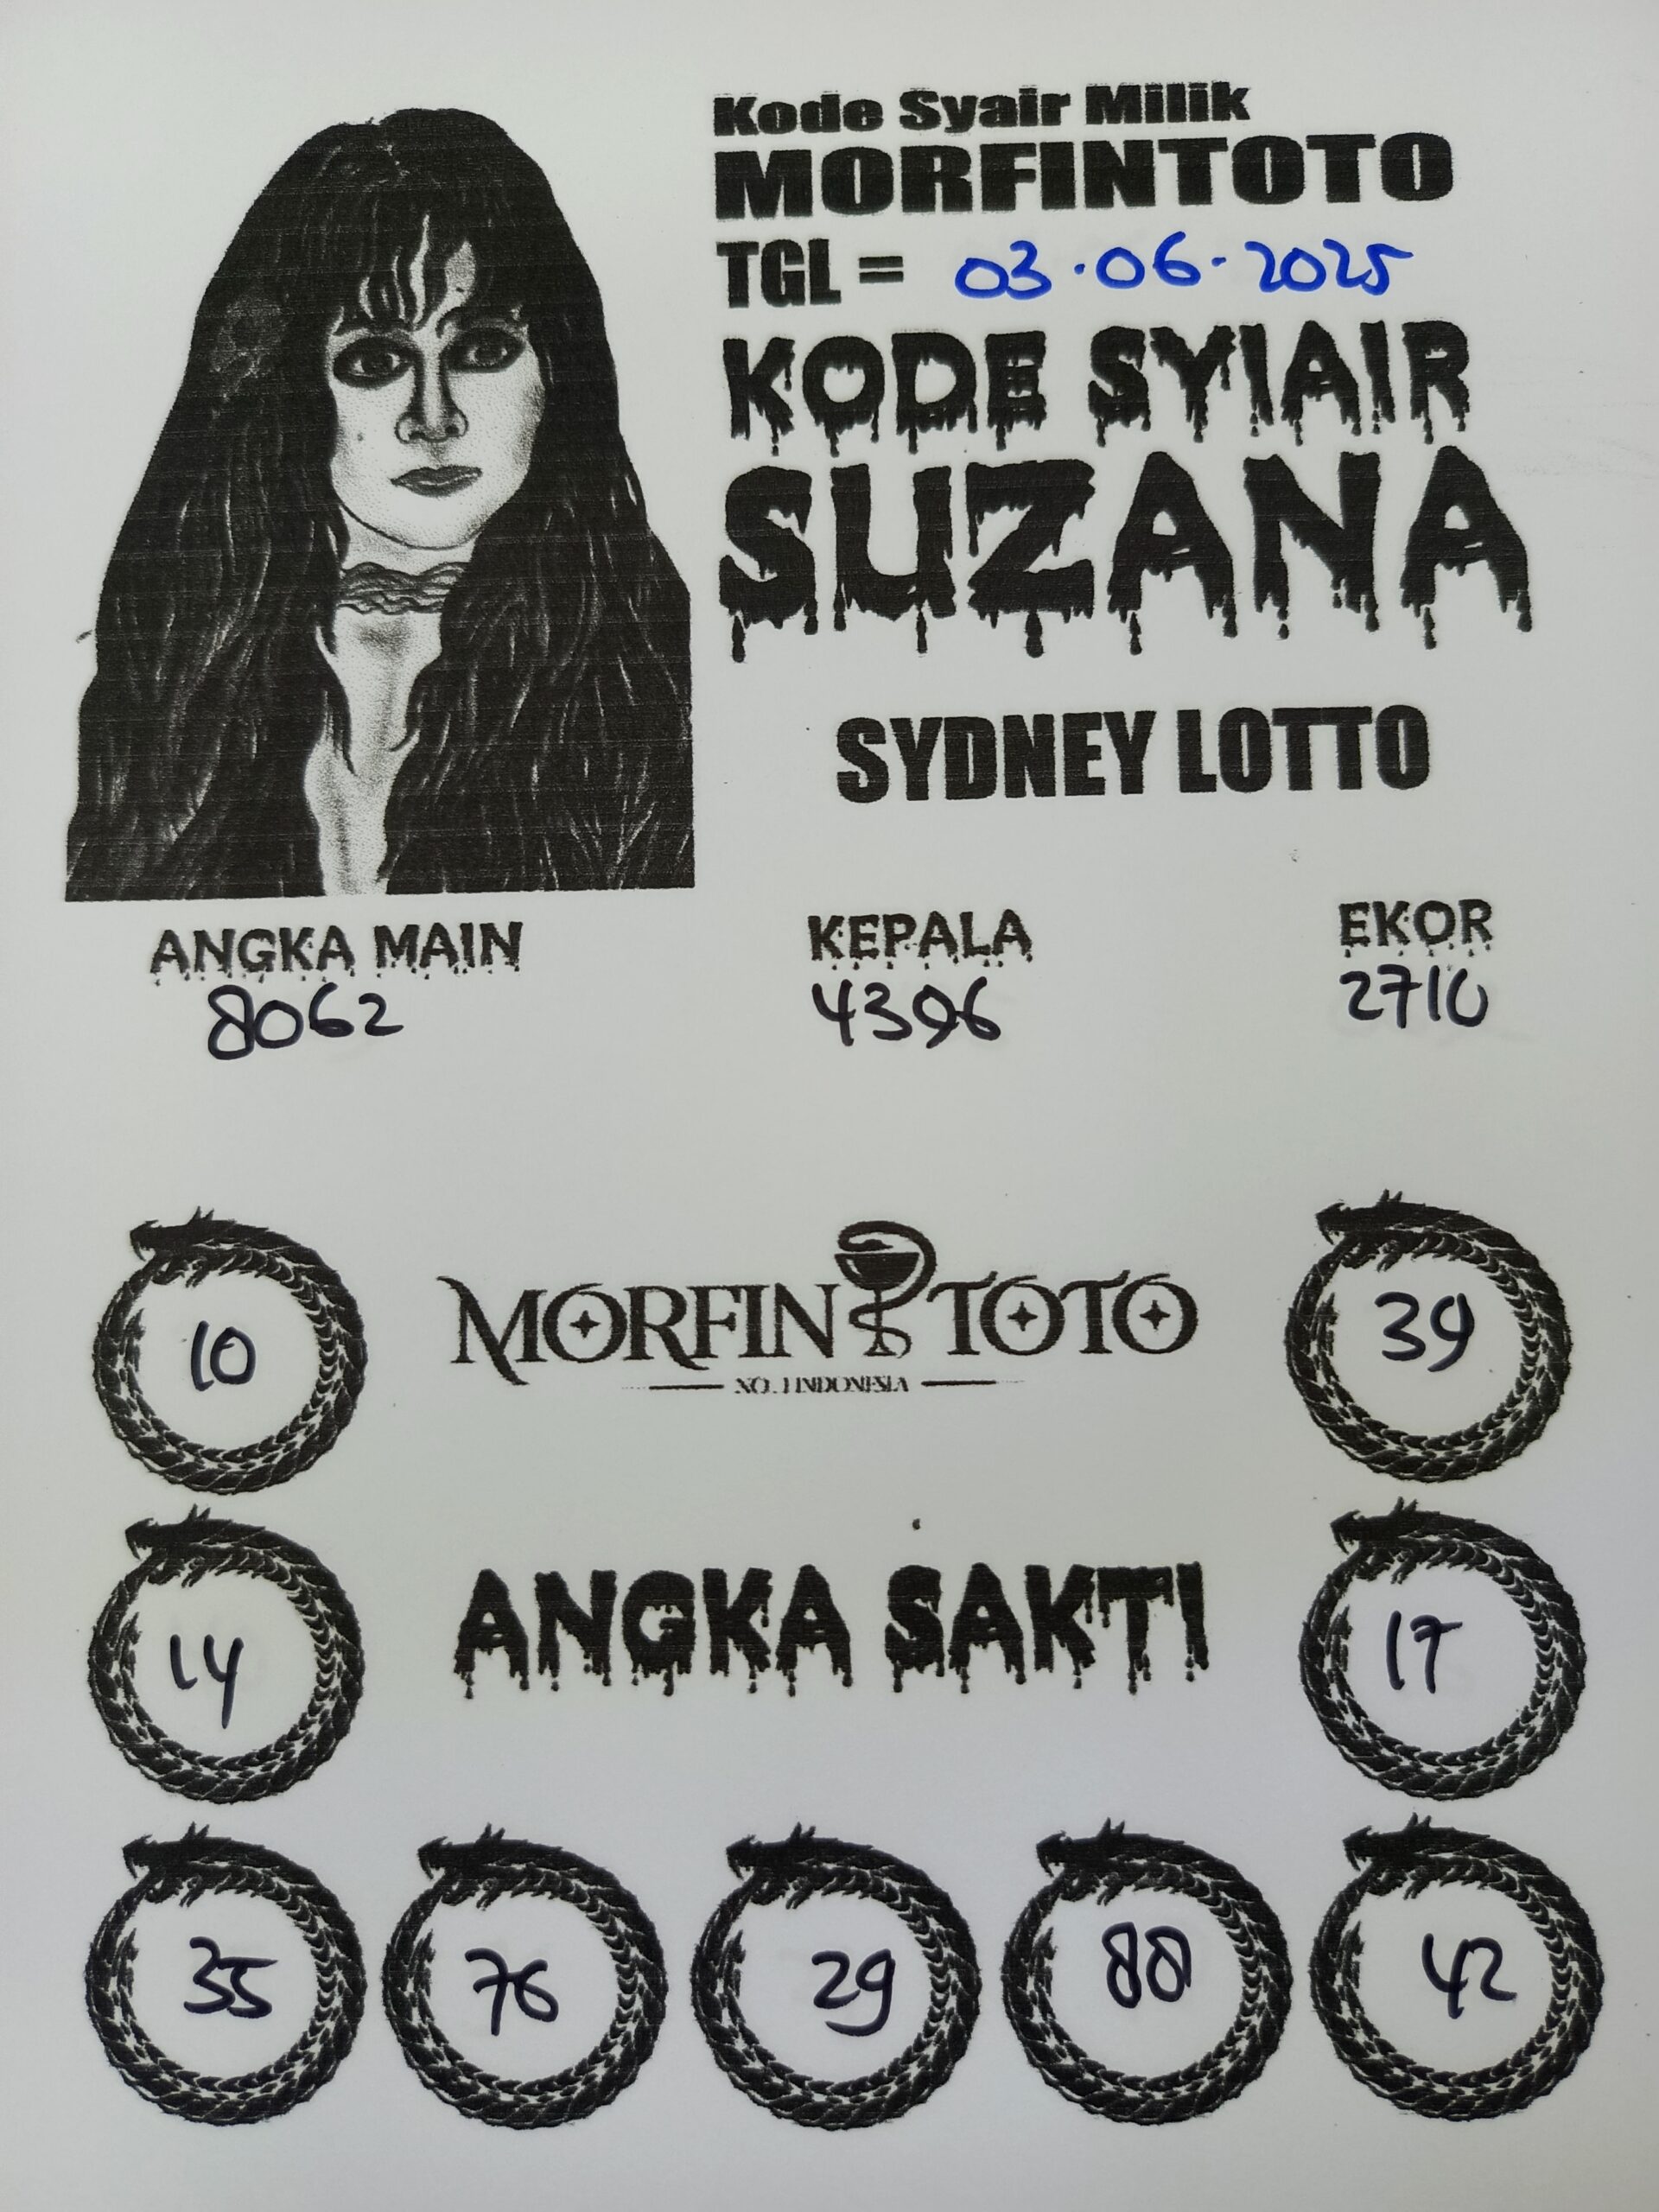 Kode Syair Milik
MORFINTOTO
TGL = 03.06.2025
KODE SYIAIR
SUZANA
SYDNEY LOTTO
ANGKA MAIN KEPALA EKOR
8062 4396 2710
10 MORFIN TOTO 39
NO. 1 INDONESIA
14 ANGKA SAKTI 17
35 76 29 88 42